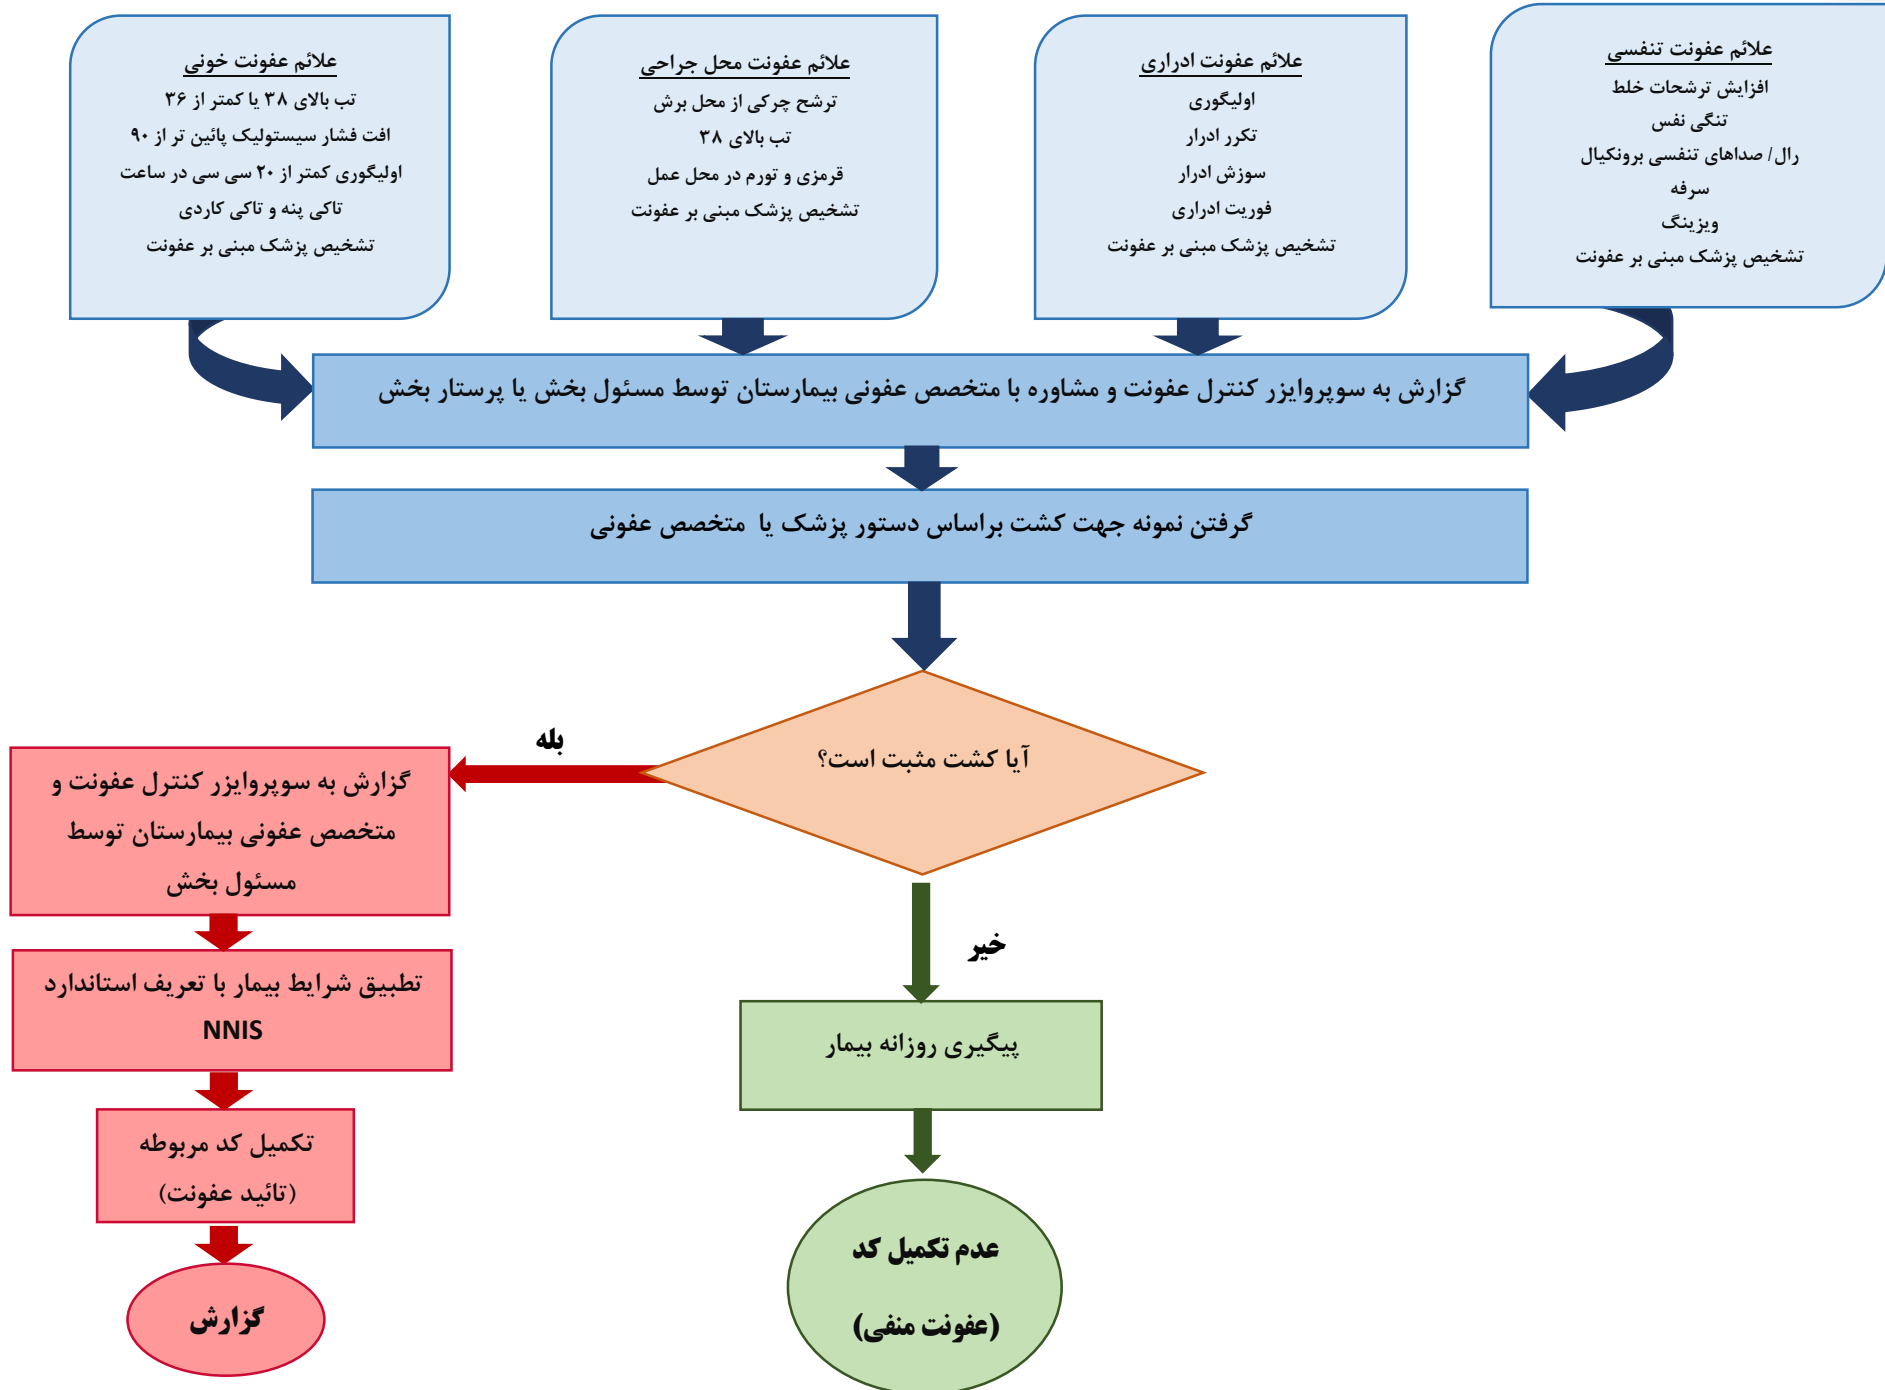 علائم عفونت تنفسی
افزایش ترشحات خلط
تنگی نفس
رال/ صداهای تنفسی برونکیال
سرفه
ویزینگ
تشخیص پزشک مبنی بر عفونت
علائم عفونت ادراری
اولیگوری
تکرر ادرار
سوزش ادرار
فوریت ادراری
تشخیص پزشک مبنی بر عفونت
علائم عفونت محل جراحی
ترشح چرکی از محل برش
تب بالای ۳۸
قرمزی و تورم در محل عمل
تشخیص پزشک مبنی بر عفونت
علائم عفونت خونی
تب بالای ۳۸ یا کمتر از ۳۶
افت فشار سیستولیک پائین تر از ۹۰
اولیگوری کمتر از ۲۰ سی سی در ساعت
تاکی پنه و تاکی کاردی
تشخیص پزشک مبنی بر عفونت
گزارش به سوپروایزر کنترل عفونت و مشاوره با متخصص عفونی بیمارستان توسط مسئول بخش یا پرستار بخش
گرفتن نمونه جهت کشت براساس دستور پزشک یا متخصص عفونی
آیا کشت مثبت است؟
بله
گزارش به سوپروایزر کنترل عفونت و
متخصص عفونی بیمارستان توسط
مسئول بخش
تطبیق شرایط بیمار با تعریف استاندارد
NNIS
تکمیل کد مربوطه
(تائید عفونت)
گزارش
خیر
پیگیری روزانه بیمار
عدم تکمیل کد
(عفونت منفی)